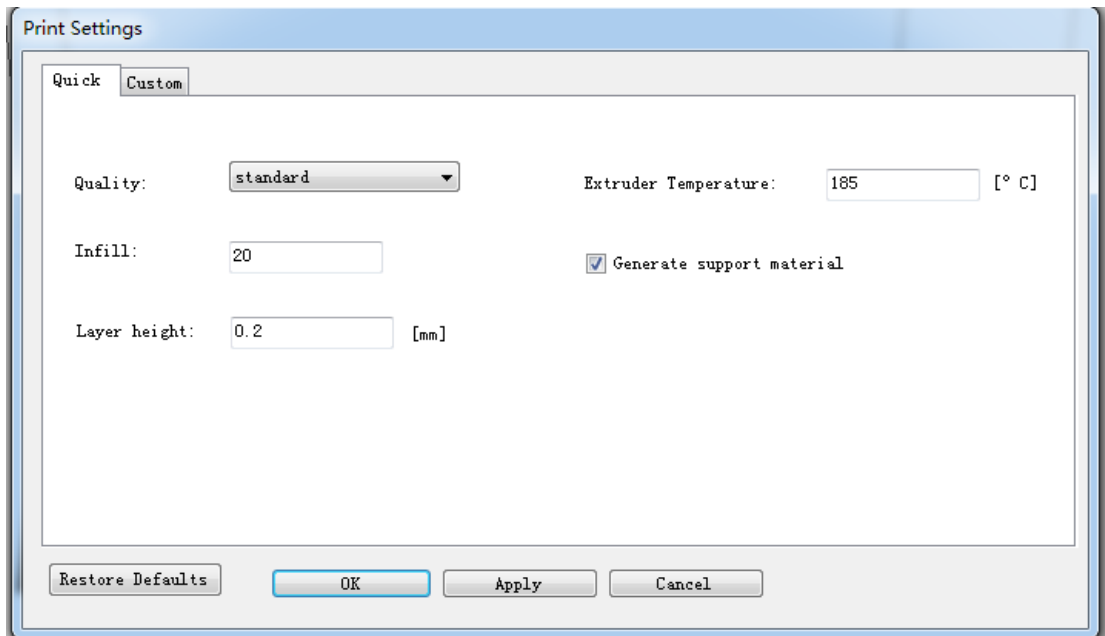 Print Settings
Quick Custom
Quality: standard Extruder Temperature: 185 [° C]
Infill: 20 Generate support material
Layer height: 0.2 [mm]
Restore Defaults OK Apply Cancel